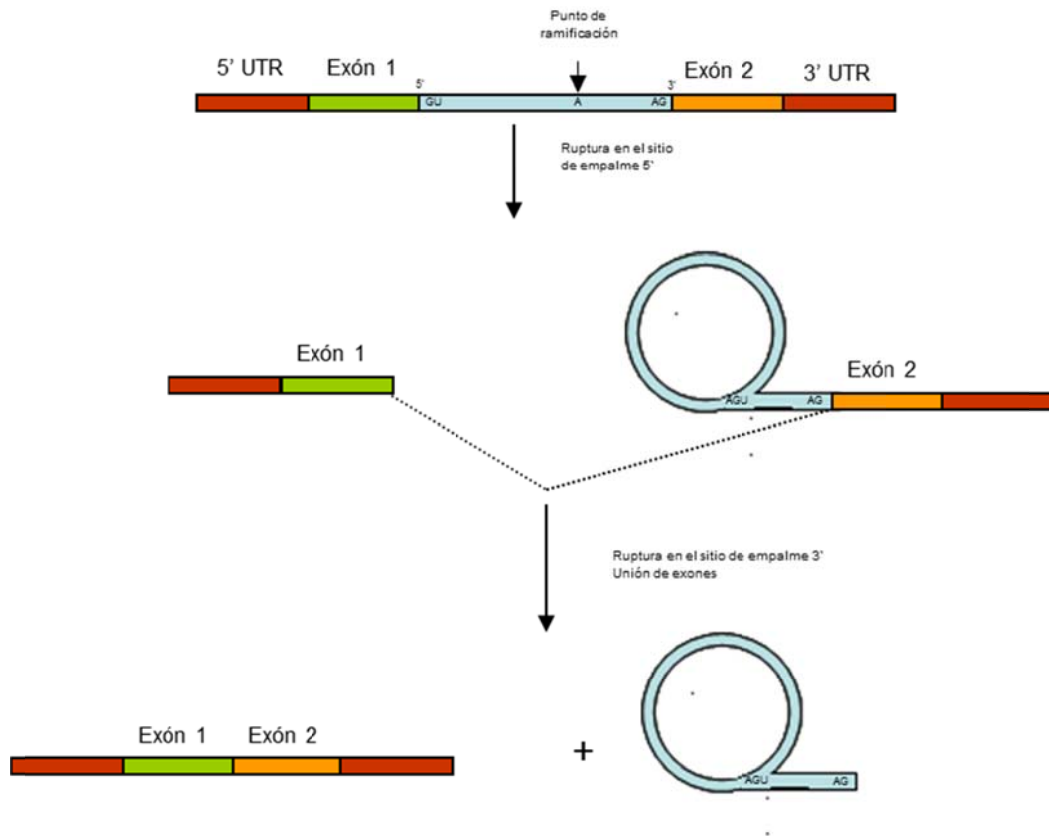 Punto de
ramificación
5' UTR
Exón 1
5'
3'
Exón 2
3' UTR
GU
A
AG
Ruptura en el sitio
de empalme 5'
Exón 1
Exón 2
AGU
AG
Ruptura en el sitio de empalme 3'
Unión de exones
Exón 1
Exón 2
+
AGU
AG